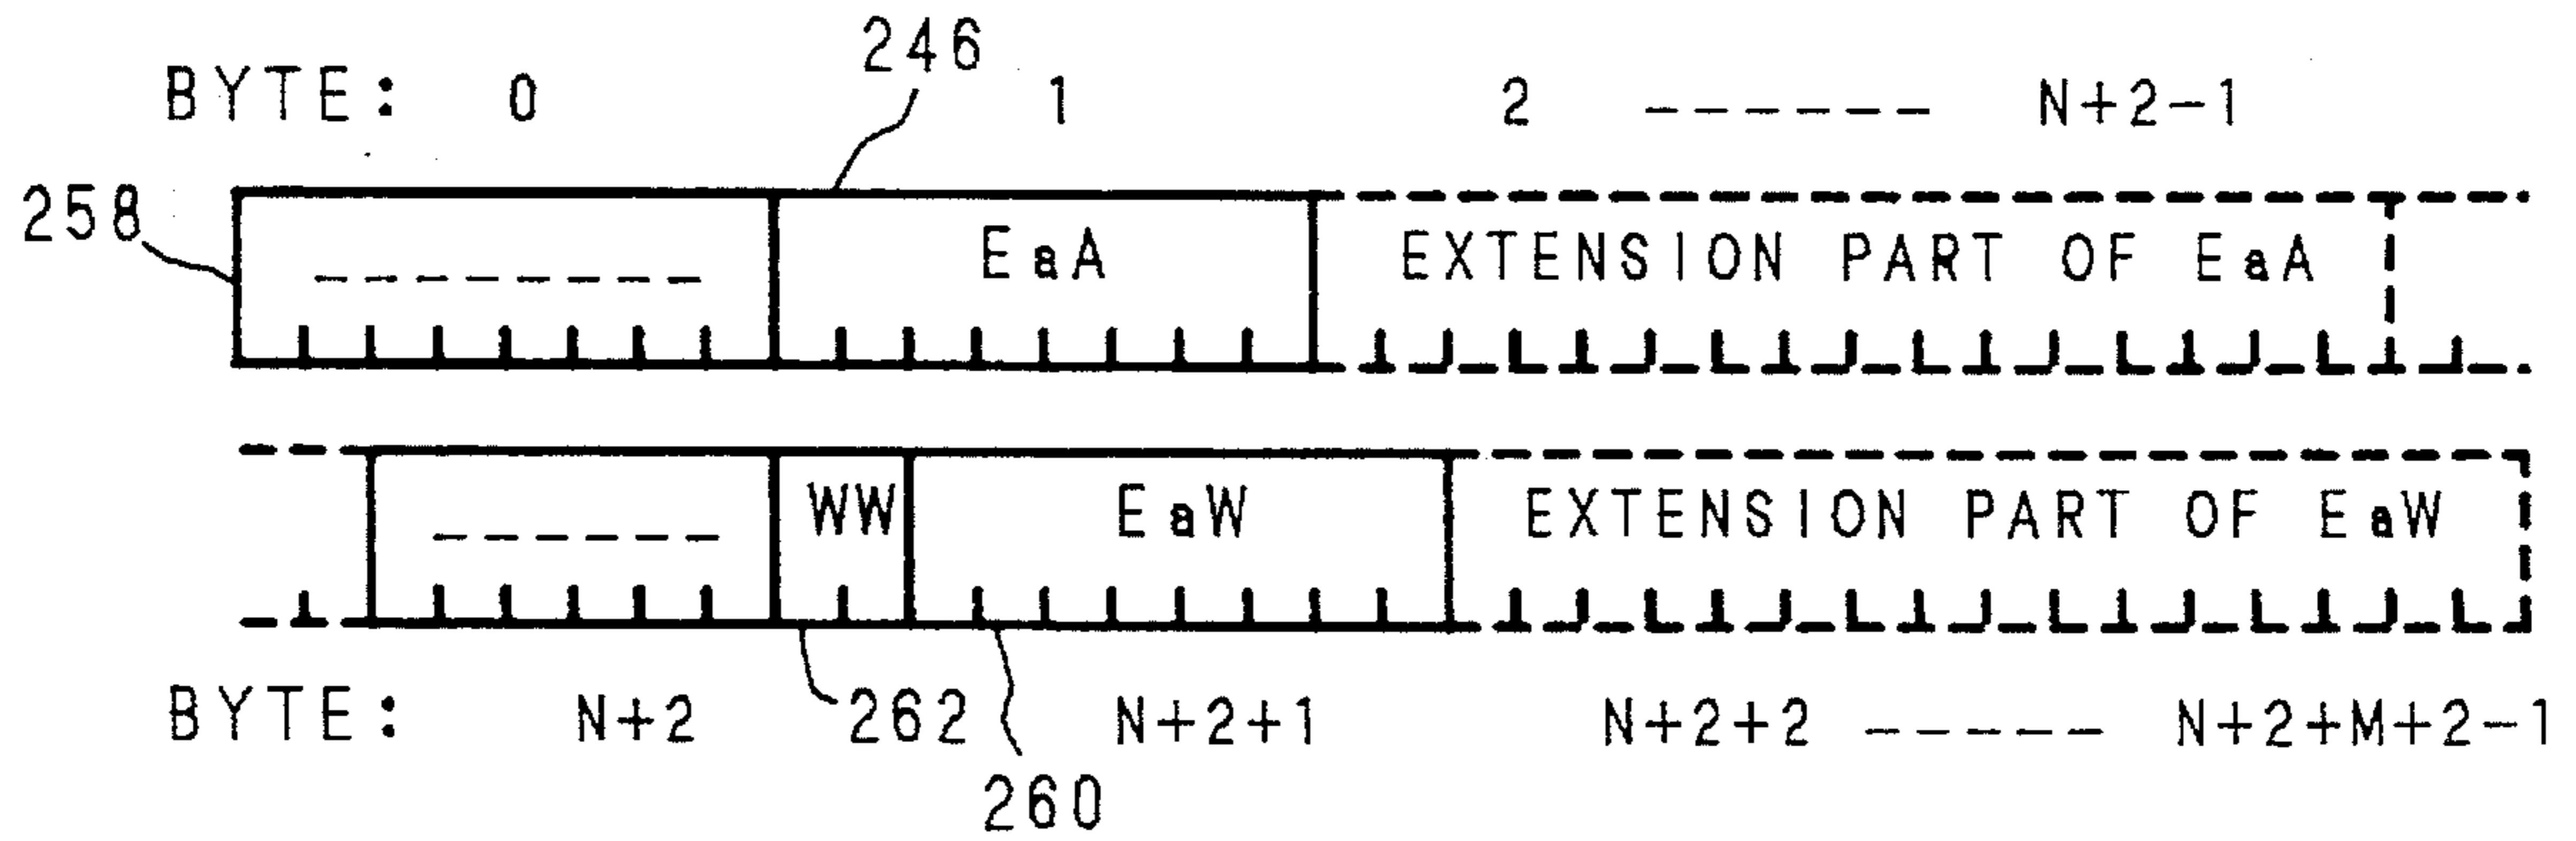 246
BYTE: 0 1 2 ------ N+2-1
258
-------- EaA EXTENSION PART OF EaA
------ WW EaW EXTENSION PART OF EaW
BYTE: N+2 262 N+2+1 N+2+2 ----- N+2+M+2-1
260